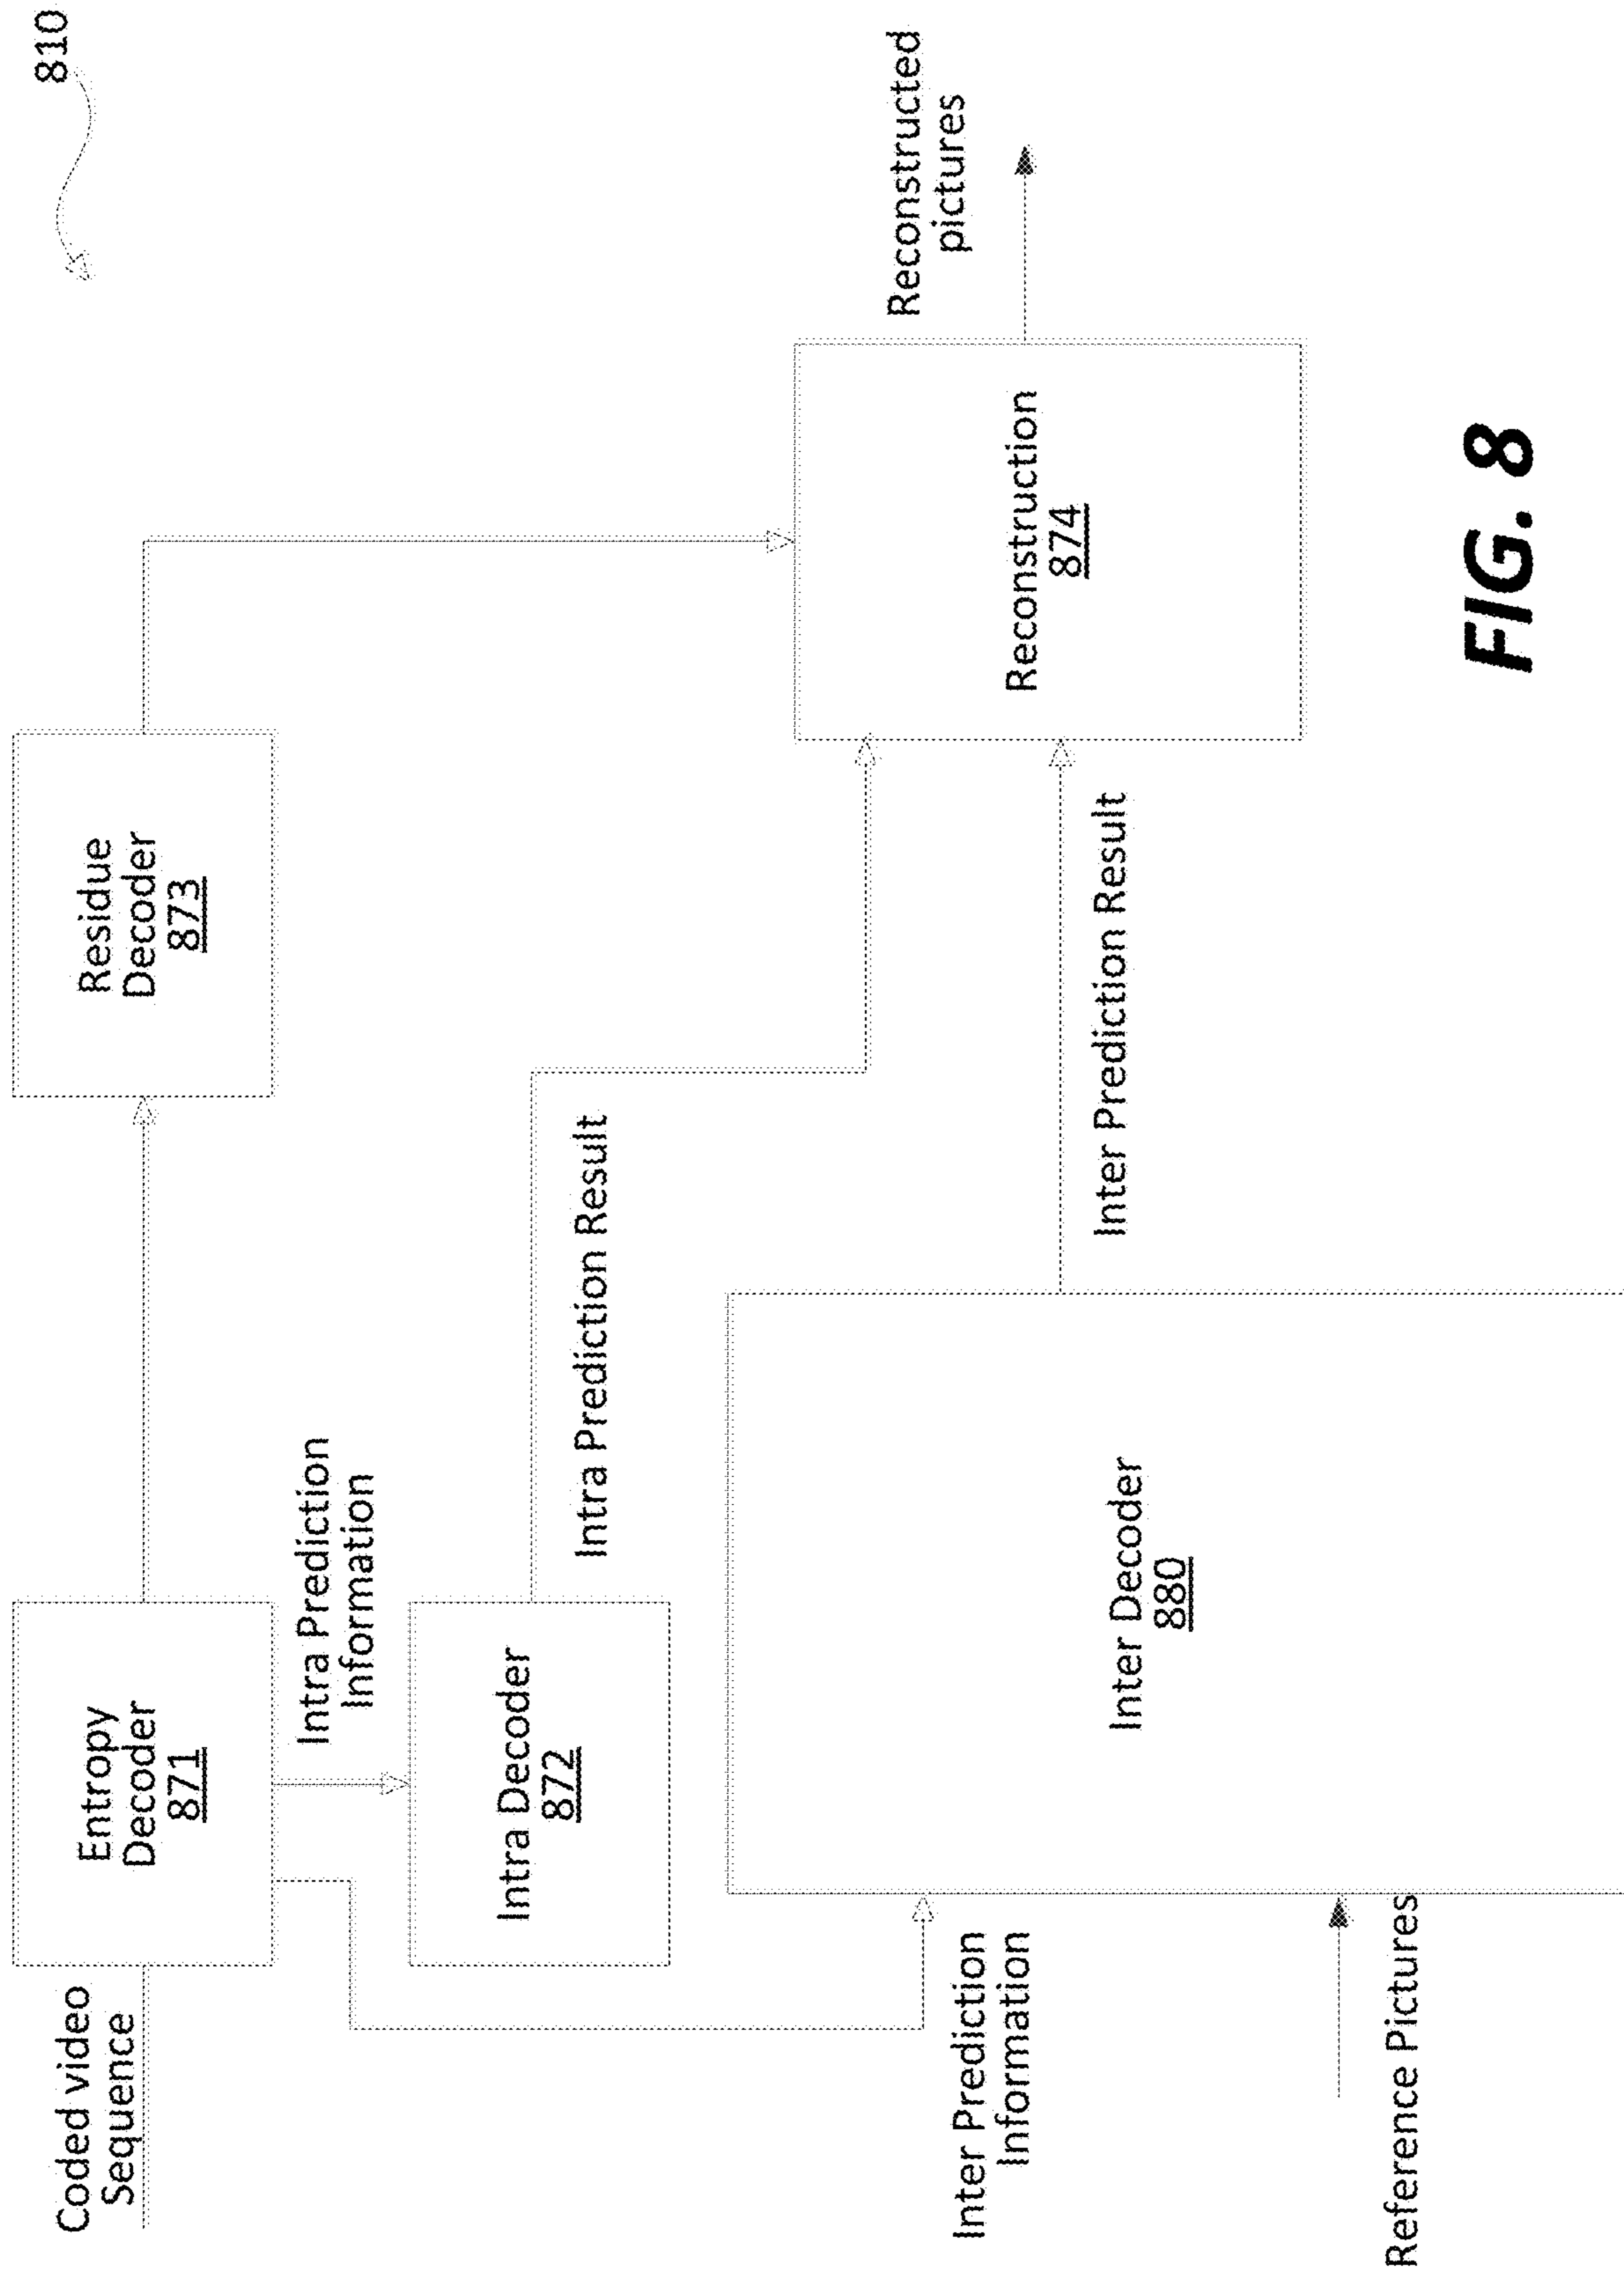 810
Coded video
Sequence
Entropy
Decoder
871
Residue
Decoder
873
Intra Prediction
Information
Intra Decoder
872
Intra Prediction Result
Inter Prediction
Information
Inter Decoder
880
Inter Prediction Result
Reference Pictures
Reconstruction
874
Reconstructed
pictures
FIG. 8